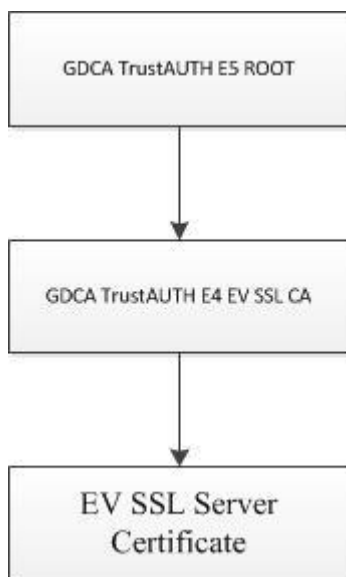 GDCA TrustAUTH E5 ROOT
GDCA TrustAUTH E4 EV SSL CA
EV SSL Server
Certificate